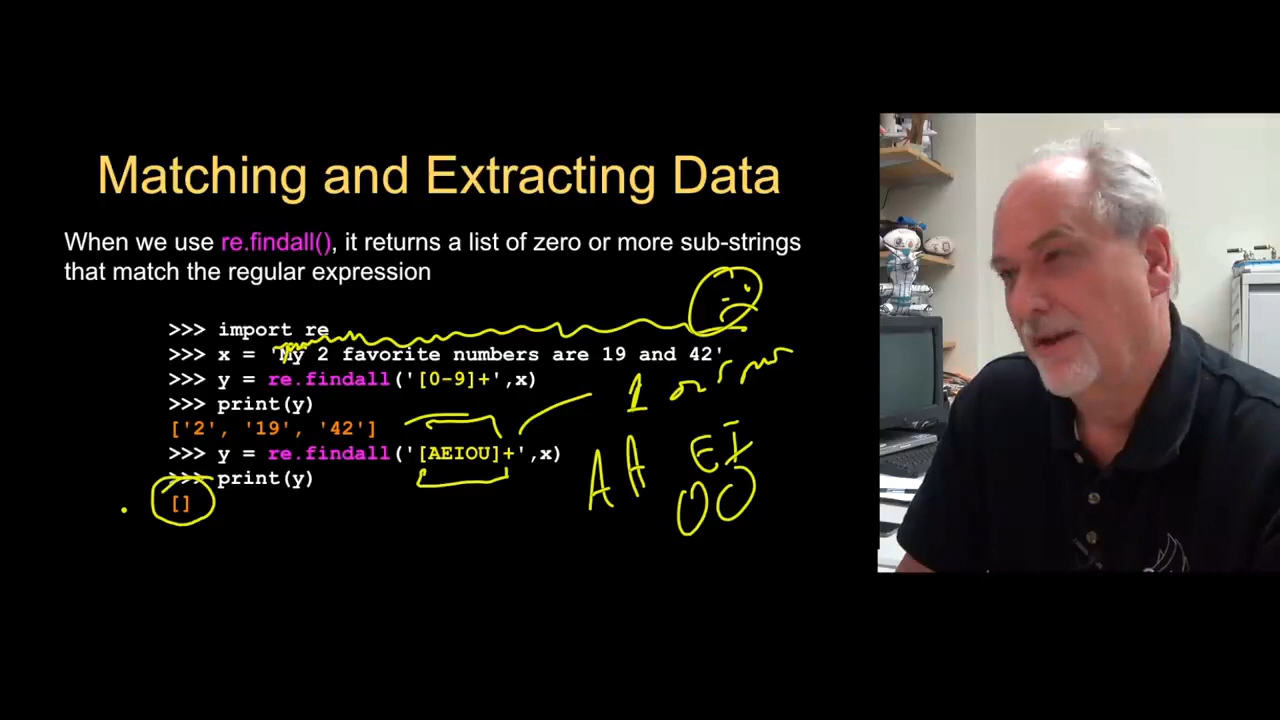 Matching and Extracting Data
When we use re.findall(), it returns a list of zero or more sub-strings
that match the regular expression
>>> import re
>>> x = 'My 2 favorite numbers are 19 and 42'
>>> y = re.findall('[0-9]+',x)
>>> print(y)
['2', '19', '42']
>>> y = re.findall('[AEIOU]+',x)
>>> print(y)
[]
1 or
AA EI
OO